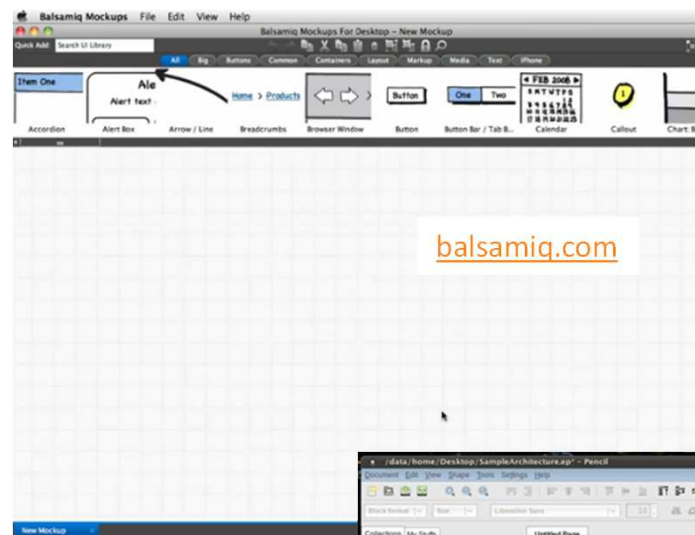 Balsamiq Mockups File Edit View Help
Balsamiq Mockups For Desktop - New Mockup
Quick Add: Search UI Library
All Big Buttons Common Containers Layout Markup Media Text iPhone
Item One
Ale
Alert text
Home > Products
Button
One Two
FEB 2008
S M T W T F S
1
Accordion Alert Box Arrow / Line Breadcrumbs Browser Window Button Button Bar / Tab B... Calendar Callout Chart: B
balsamiq.com
/data/home/Desktop/SampleArchitecture.ep* - Pencil
Document Edit View Shape Tools Settings Help
Liberation Sans
Collections My Stuffs Untitled Page
New Mockup